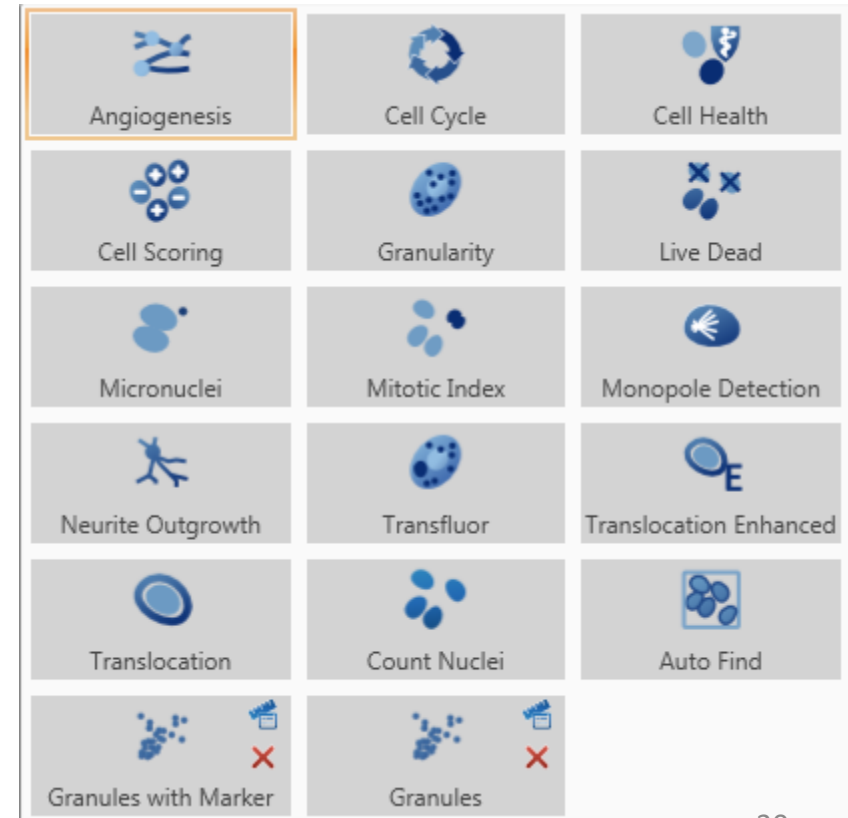 Angiogenesis
Cell Cycle
Cell Health
Cell Scoring
Granularity
Live Dead
Micronuclei
Mitotic Index
Monopole Detection
Neurite Outgrowth
Transfluor
E
Translocation Enhanced
Translocation
Count Nuclei
Auto Find
Granules with Marker
Granules